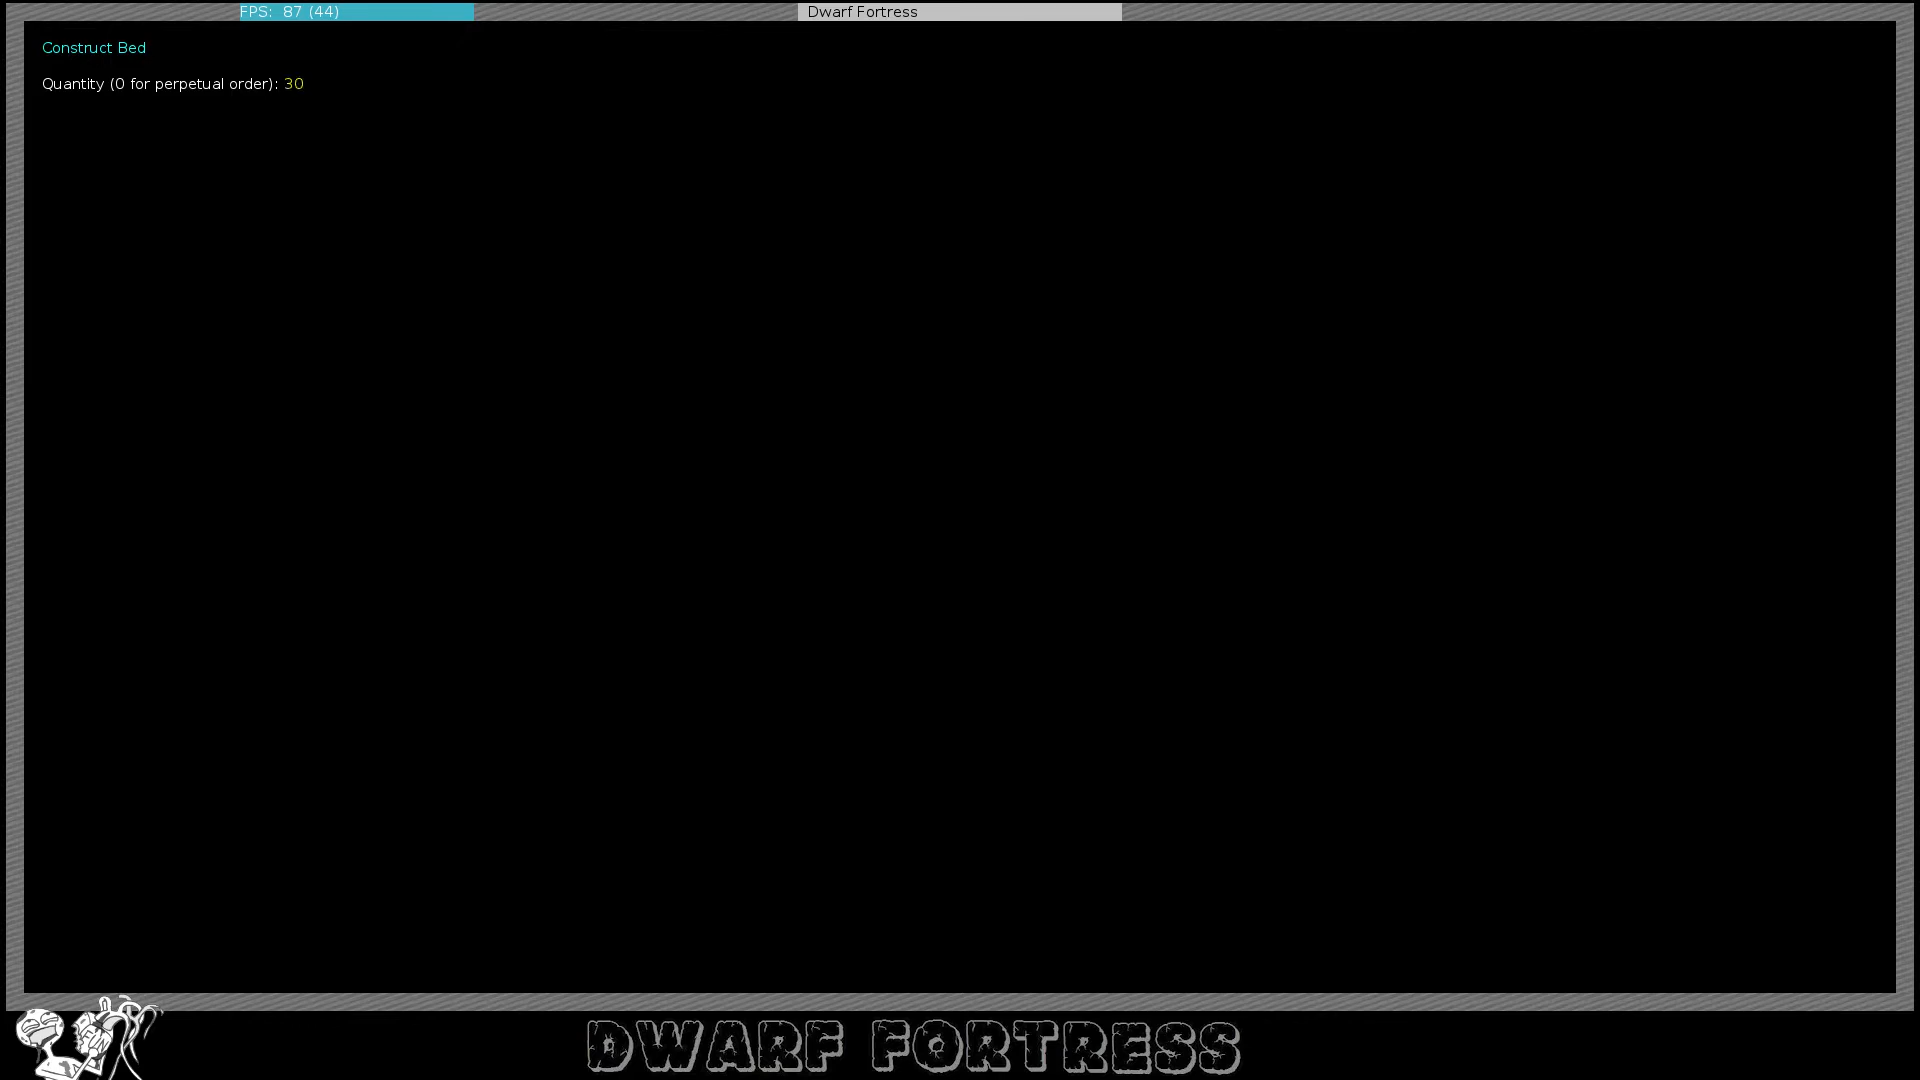 FPS: 87 (44)
Dwarf Fortress
Construct Bed
Quantity (0 for perpetual order): 30
DWARF FORTRESS